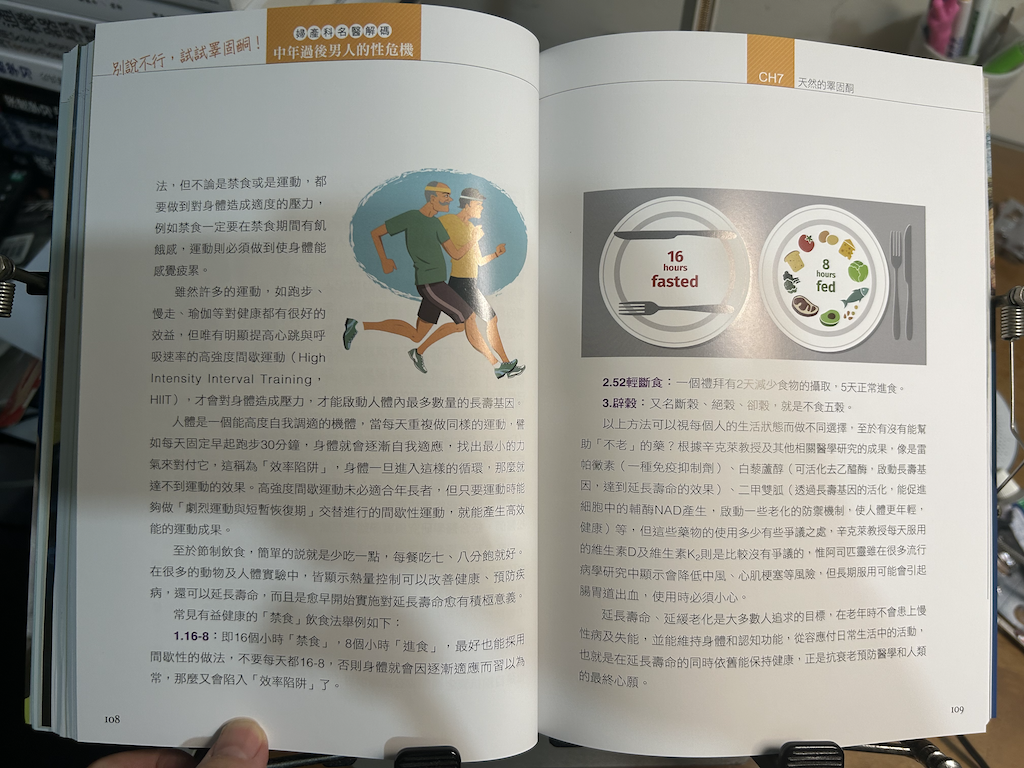 別說不行，試試睪固酮！
婦產科名醫解碼
中年過後男人的性危機
法，但不論是禁食或是運動，都
要做到對身體造成適度的壓力，
例如禁食一定要在禁食期間有飢
餓感，運動則必須做到使身體能
感覺疲累。
雖然許多的運動，如跑步、
慢走、瑜伽等對健康都有很好的
效益，但唯有明顯提高心跳與呼
吸速率的高強度間歇運動（High
Intensity Interval Training，
HIIT），才會對身體造成壓力，才能啟動人體內最多數量的長壽基因。
人體是一個能高度自我調適的機體，當每天重複做同樣的運動，譬
如每天固定早起跑步30分鐘，身體就會逐漸自我適應，找出最小的力
氣來對付它，這稱為「效率陷阱」，身體一旦進入這樣的循環，那麼就
達不到運動的效果。高強度間歇運動未必適合年長者，但只要運動時能
夠做「劇烈運動與短暫恢復期」交替進行的間歇性運動，就能產生高效
能的運動成果。
至於節制飲食，簡單的說就是少吃一點，每餐吃七、八分飽就好。
在很多的動物及人體實驗中，皆顯示熱量控制可以改善健康、預防疾
病，還可以延長壽命，而且是愈早開始實施對延長壽命愈有積極意義。
常見有益健康的「禁食」飲食法舉例如下：
1.16-8：即16個小時「禁食」，8個小時「進食」，最好也能採用
間歇性的做法，不要每天都16-8，否則身體就會因逐漸適應而習以為
常，那麼又會陷入「效率陷阱」了。
108
CH7
天然的睪固酮
16
hours
fasted
8
hours
fed
2.52輕斷食：一個禮拜有2天減少食物的攝取，5天正常進食。
3.辟穀：又名斷穀、絕穀、卻穀，就是不食五穀。
以上方法可以視每個人的生活狀態而做不同選擇，至於有沒有能幫
助「不老」的藥？根據辛克萊教授及其他相關醫學研究的成果，像是雷
帕黴素（一種免疫抑制劑）、白藜蘆醇（可活化去乙醯酶，啟動長壽基
因，達到延長壽命的效果）、二甲雙胍（透過長壽基因的活化，能促進
細胞中的輔酶NAD產生，啟動一些老化的防禦機制，使人體更年輕，
健康）等，但這些藥物的使用多少有些爭議之處，辛克萊教授每天服用
的維生素D及維生素K₂則是比較沒有爭議的，惟阿司匹靈雖在很多流行
病學研究中顯示會降低中風、心肌梗塞等風險，但長期服用可能會引起
腸胃道出血，使用時必須小心。
延長壽命、延緩老化是大多數人追求的目標，在老年時不會患上慢
性病及失能，並能維持身體和認知功能，從容應付日常生活中的活動，
也就是在延長壽命的同時依舊能保持健康，正是抗衰老預防醫學和人類
的最終心願。
109